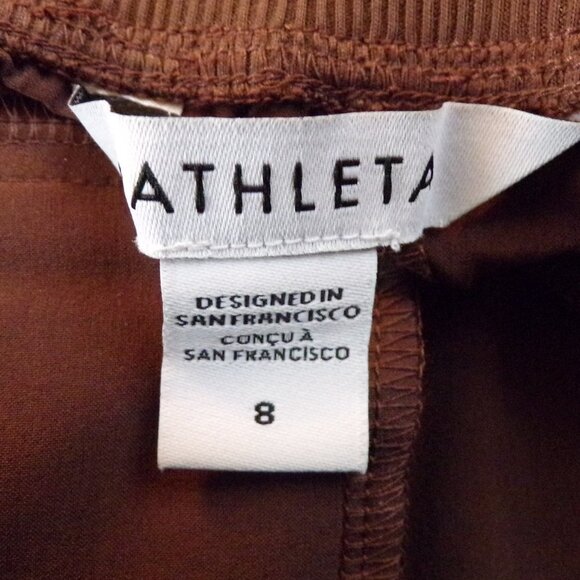 ATHLETA
DESIGNED IN
SAN FRANCISCO
CONÇU À
SAN FRANCISCO
8